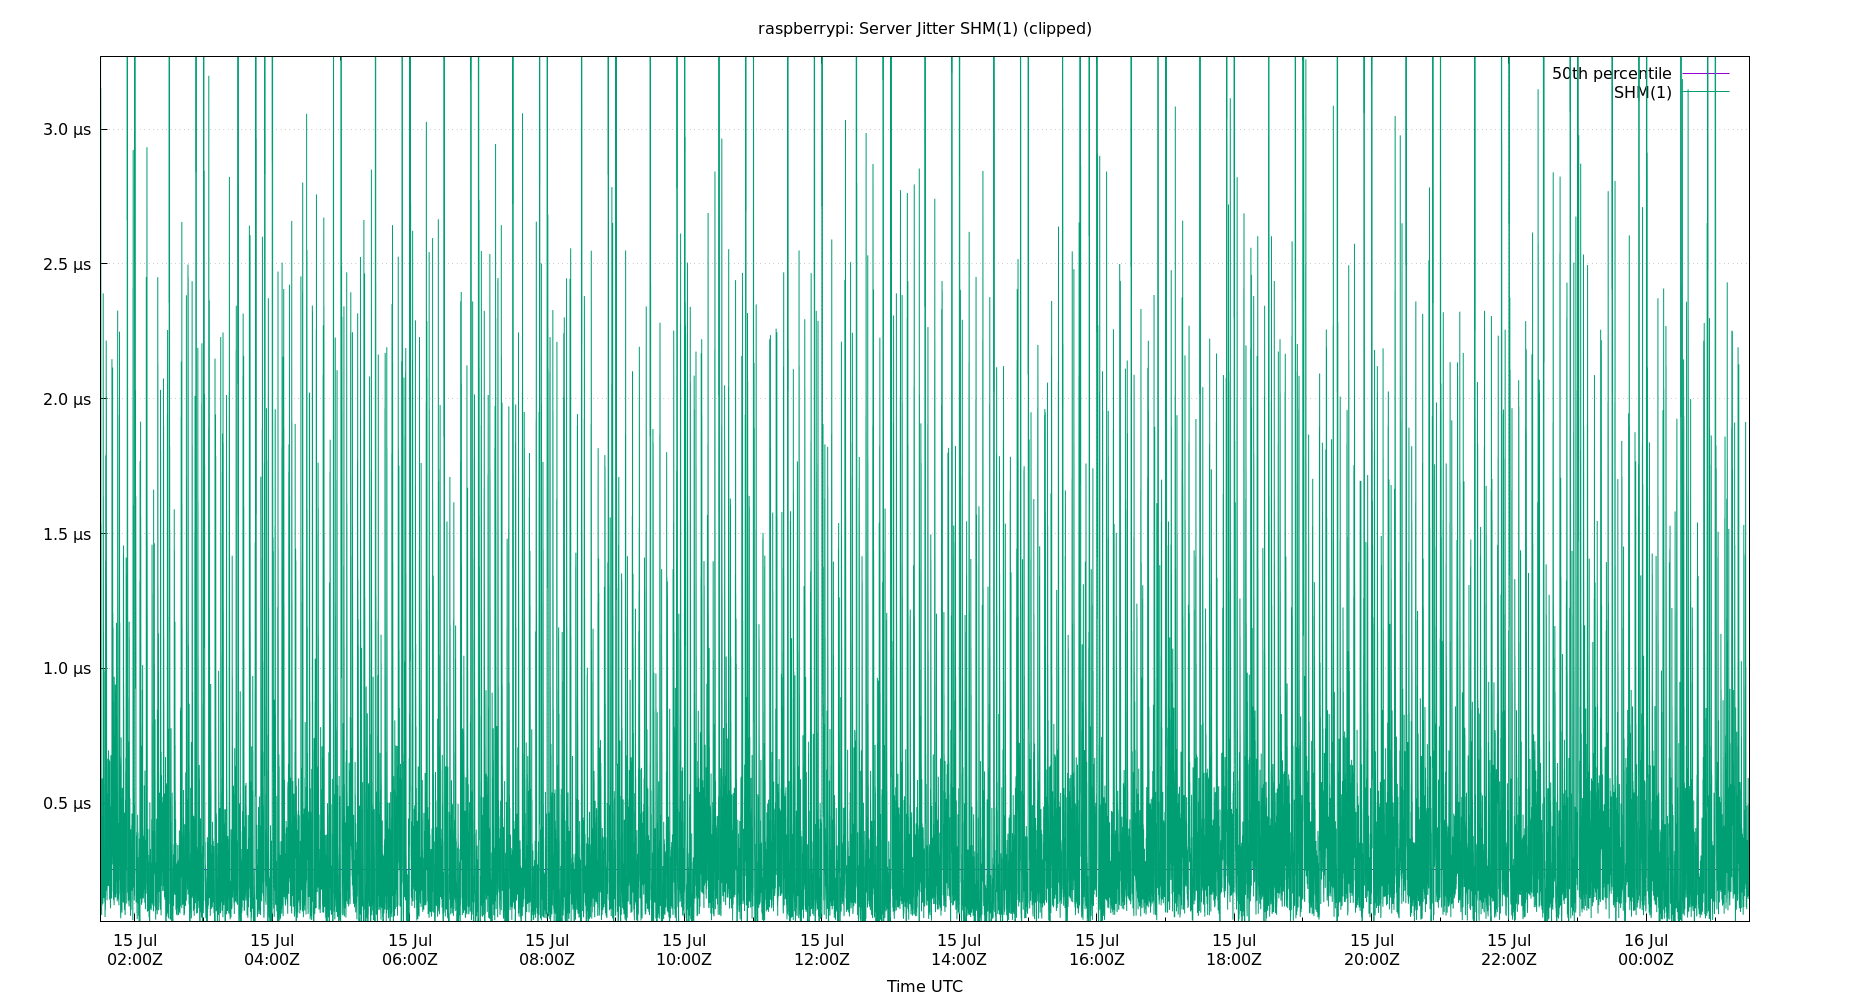 raspberrypi: Server Jitter SHM(1) (clipped)
50th percentile
SHM(1)
3.0 µs
2.5 µs
2.0 µs
1.5 µs
1.0 µs
0.5 µs
15 Jul 15 Jul 15 Jul 15 Jul 15 Jul 15 Jul 15 Jul 15 Jul 15 Jul 15 Jul 15 Jul 16 Jul
02:00Z 04:00Z 06:00Z 08:00Z 10:00Z 12:00Z 14:00Z 16:00Z 18:00Z 20:00Z 22:00Z 00:00Z
Time UTC